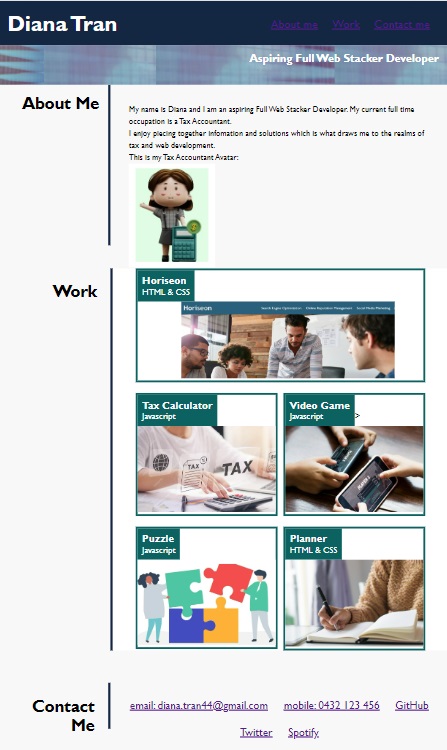 Diana Tran
About me Work Contact me
Aspiring Full Web Stacker Developer
About Me
My name is Diana and I am an aspiring Full Web Stacker Developer. My current full time
occupation is a Tax Accountant.
I enjoy piecing together infomation and solutions which is what draws me to the realms of
tax and web development.
This is my Tax Accountant Avatar:
Work
Horiseon
HTML & CSS
Horiseon
Search Engine Optimization Online Reputation Management Social Media Marketing
Tax Calculator
Javascript
TAX
TAX
Video Game
Javascript
>
Puzzle
Javascript
Planner
HTML & CSS
Contact
Me
email: diana.tran44@gmail.com mobile: 0432 123 456 GitHub
Twitter Spotify